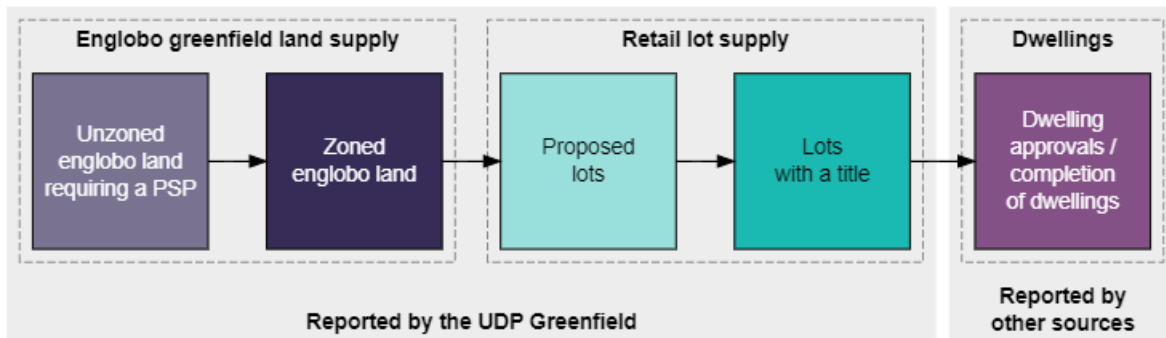 Englobo greenfield land supply
Unzoned
englobo land
requiring a PSP
Zoned
englobo land
Retail lot supply
Proposed
lots
Lots
with a title
Dwellings
Dwelling
approvals /
completion
of dwellings
Reported by the UDP Greenfield
Reported by
other sources